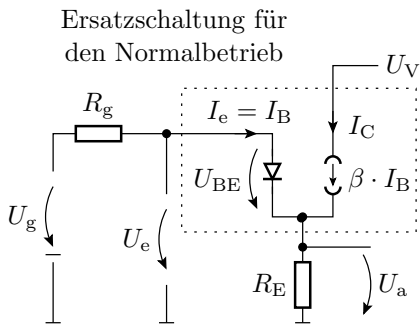 Ersatzschaltung für
den Normalbetrieb
U_V
R_g
I_e = I_B
I_C
U_BE
β · I_B
U_g
U_e
R_E
U_a